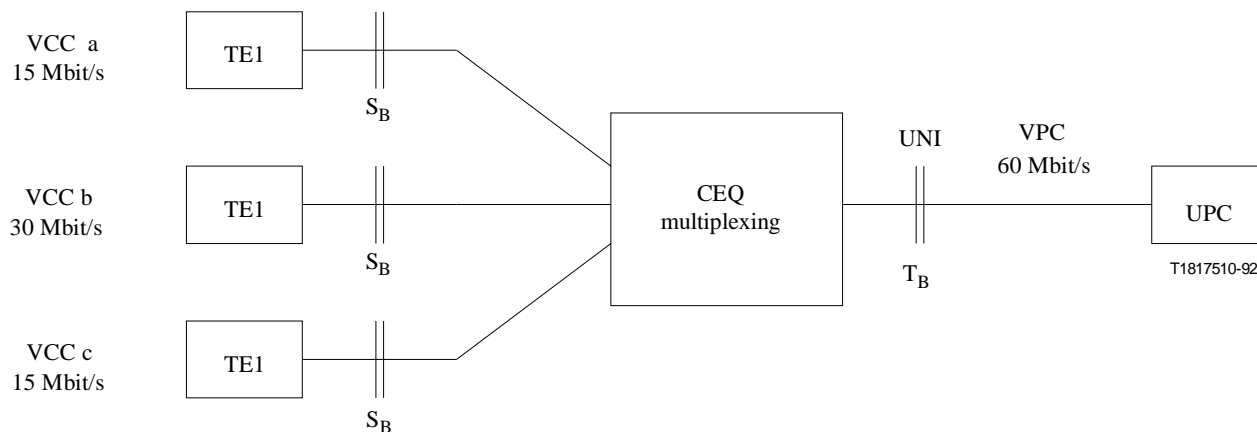 VCC a
15 Mbit/s
TE1
S_B
VCC b
30 Mbit/s
TE1
S_B
VCC c
15 Mbit/s
TE1
S_B
CEQ
multiplexing
UNI
T_B
VPC
60 Mbit/s
UPC
T1817510-92